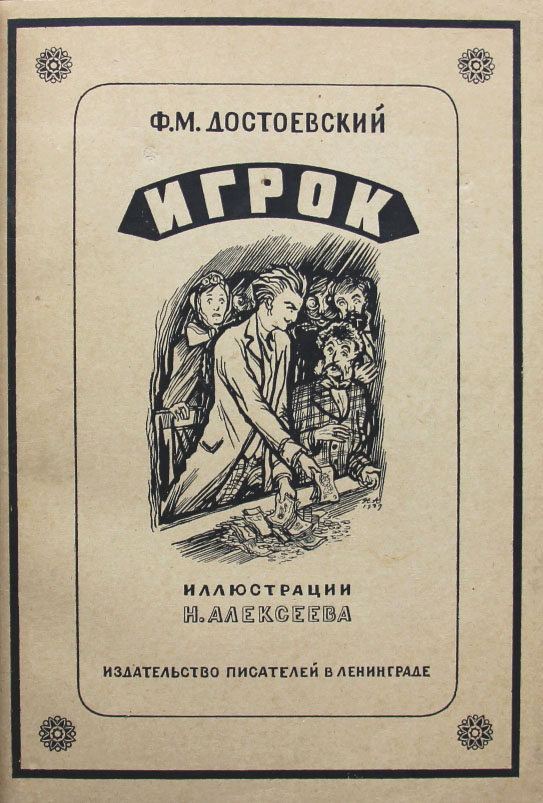 Ф.М. ДОСТОЕВСКИЙ
ИГРОК
ИЛЛЮСТРАЦИИ
Н. АЛЕКСЕЕВА
ИЗДАТЕЛЬСТВО ПИСАТЕЛЕЙ В ЛЕНИНГРАДЕ